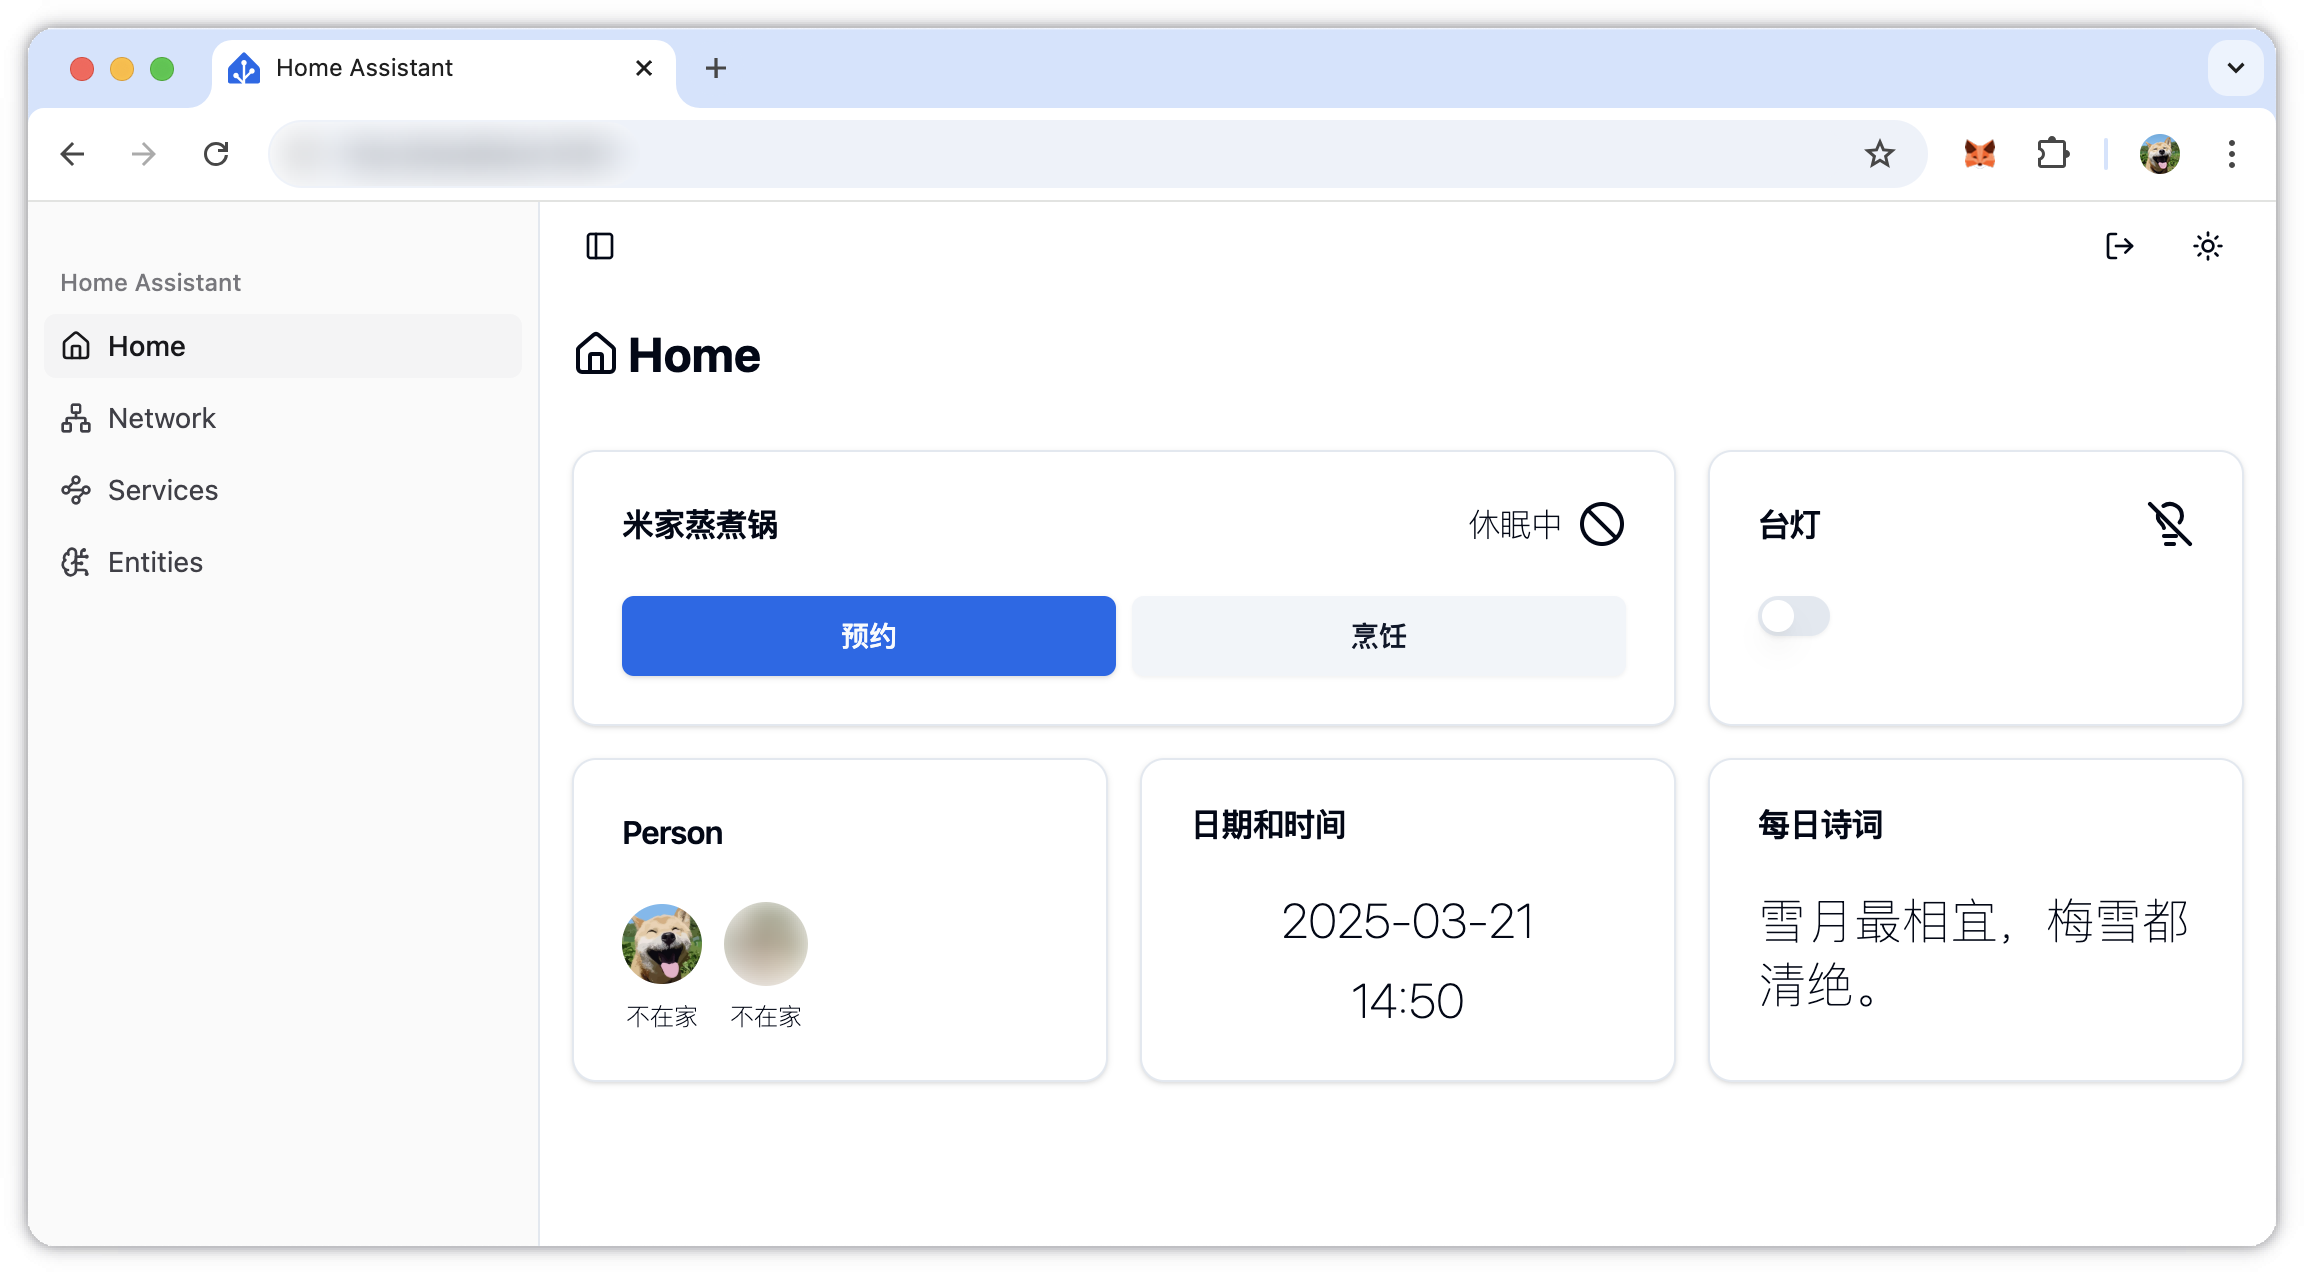 Home Assistant
Home Assistant
Home
Network
Services
Entities
Home
米家蒸煮锅
休眠中
预约
烹饪
台灯
Person
不在家
不在家
日期和时间
2025-03-21
14:50
每日诗词
雪月最相宜，梅雪都
清绝。